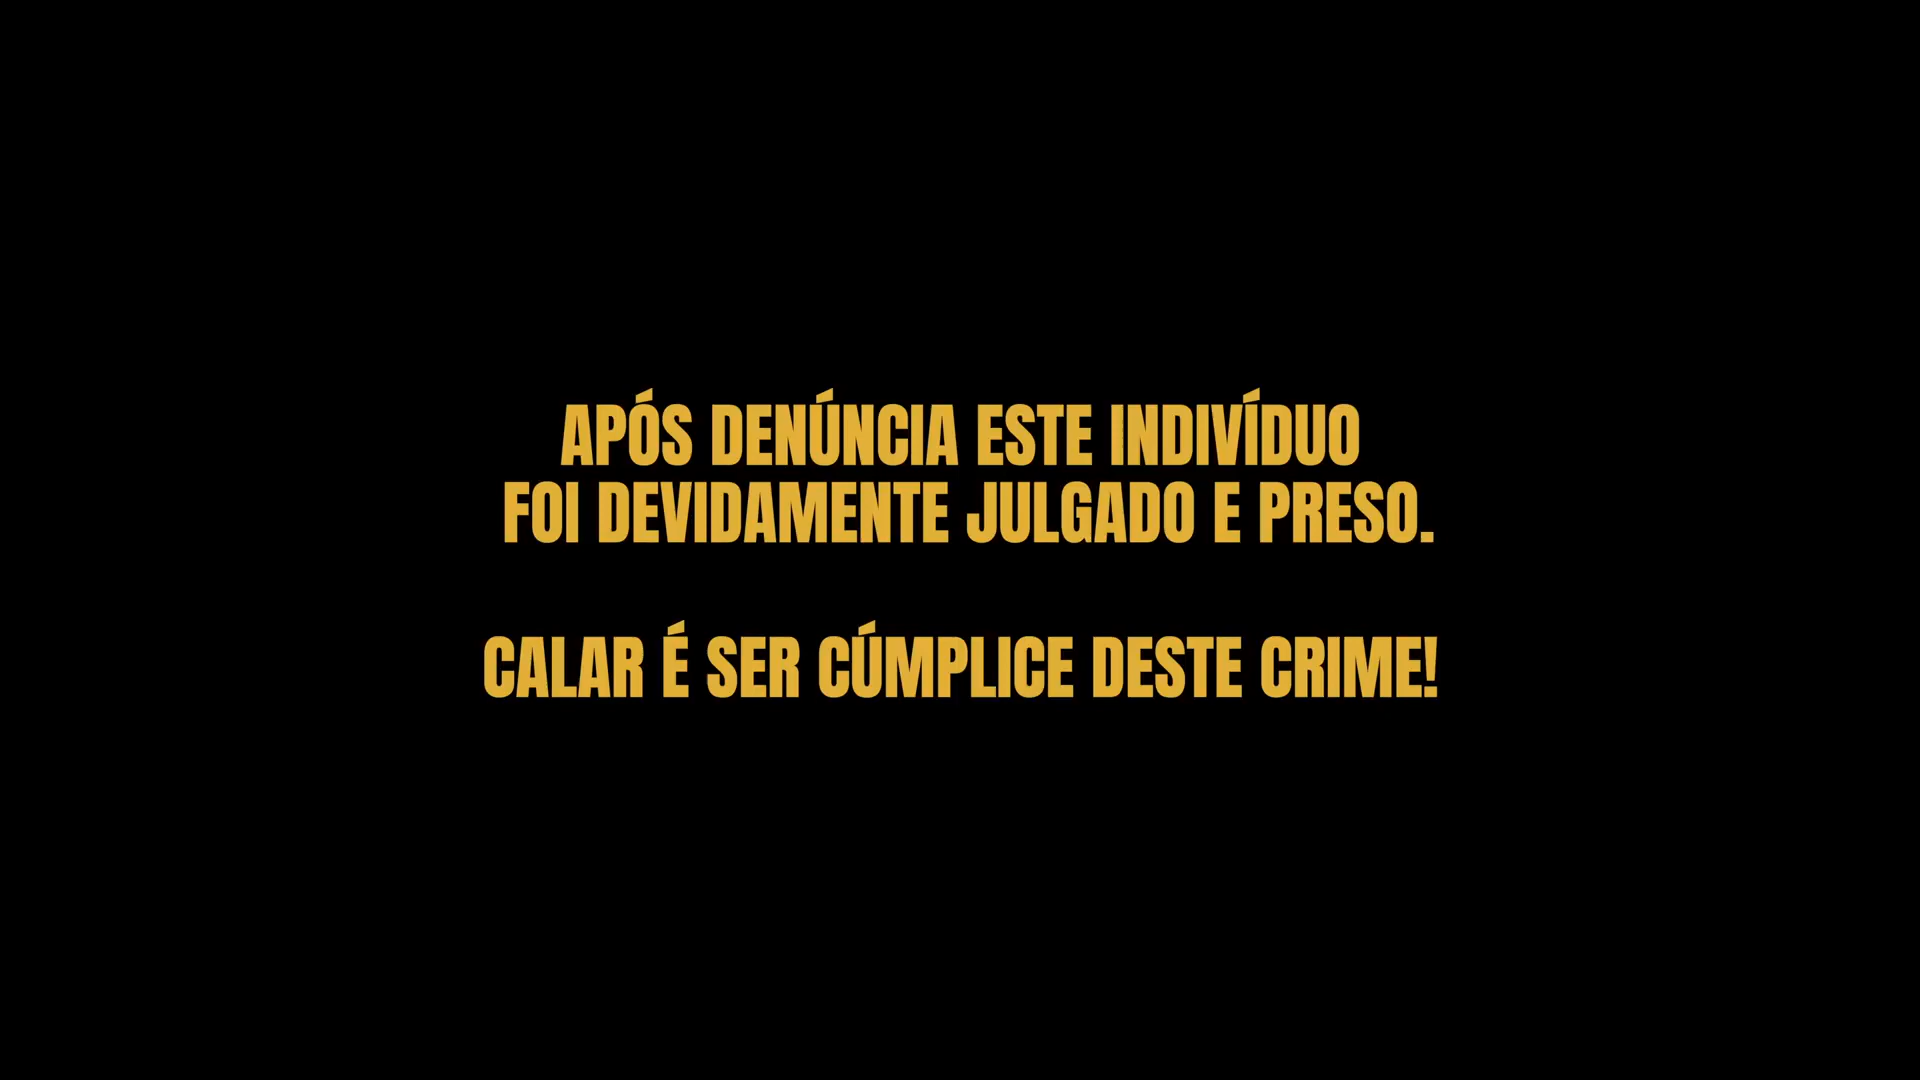 APÓS DENÚNCIA ESTE INDIVÍDUO
FOI DEVIDAMENTE JULGADO E PRESO.
CALAR É SER CÚMPLICE DESTE CRIME!